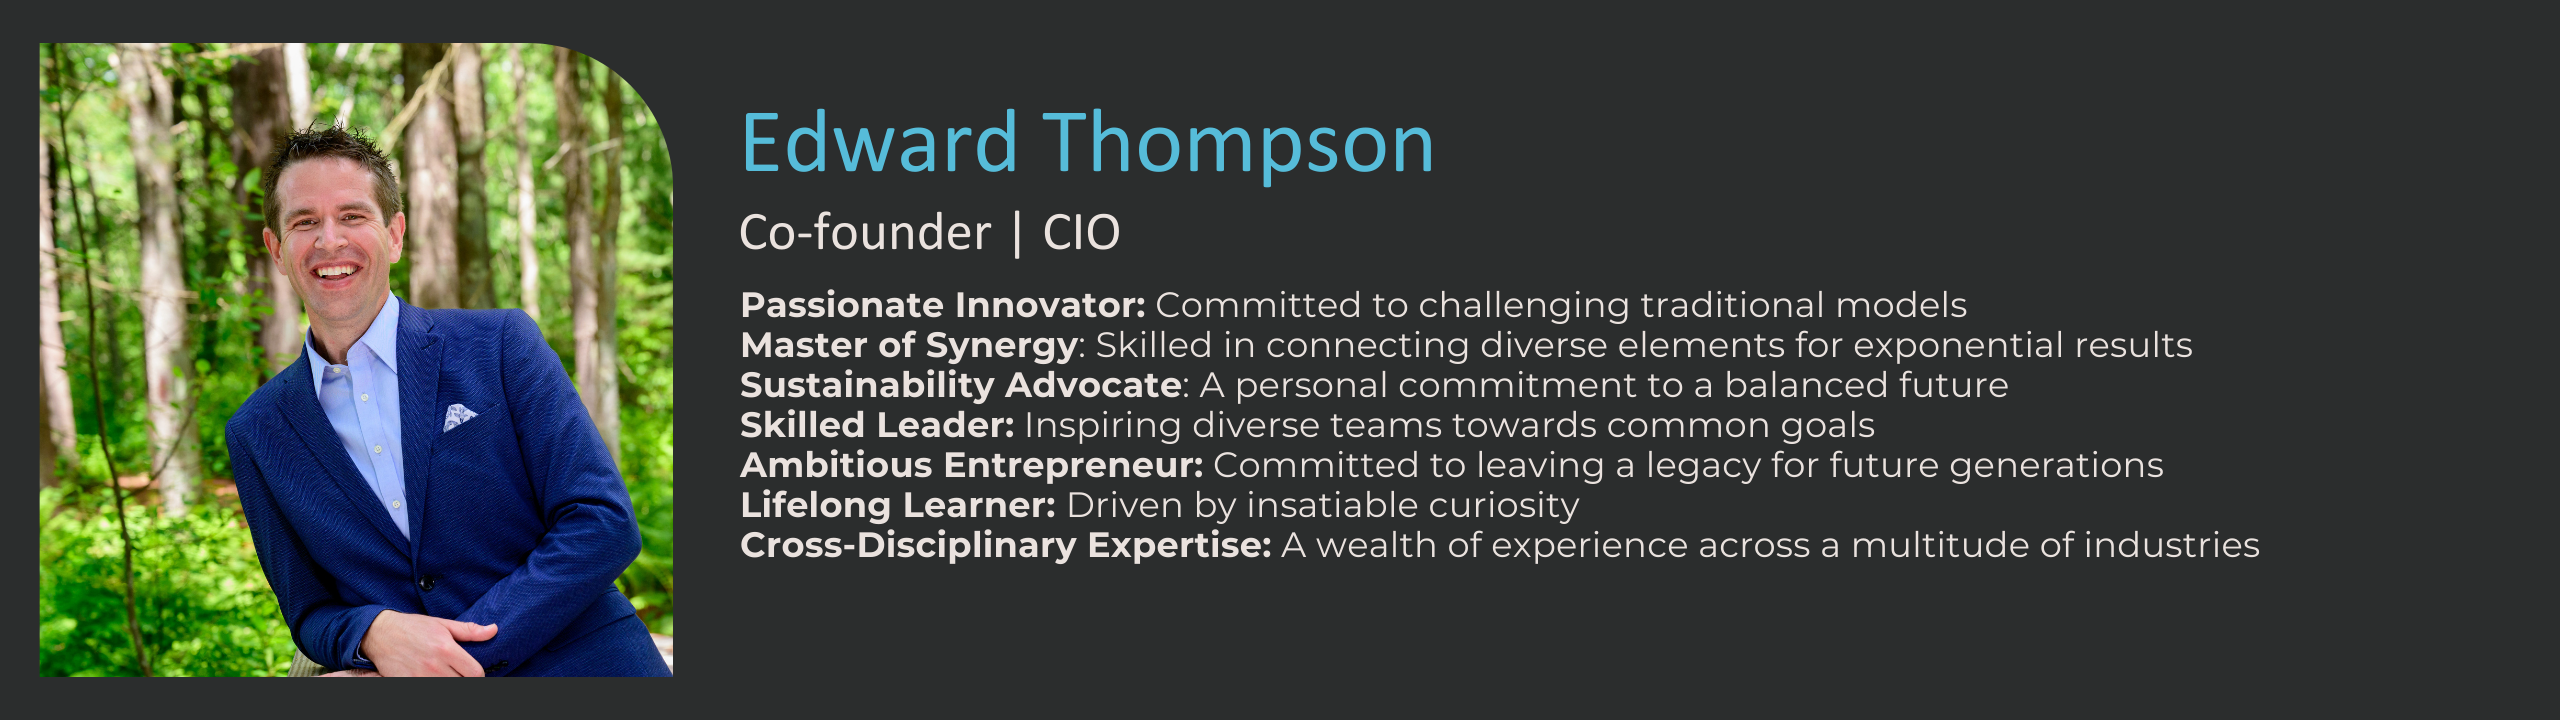 Edward Thompson
Co-founder | CIO
Passionate Innovator: Committed to challenging traditional models
Master of Synergy: Skilled in connecting diverse elements for exponential results
Sustainability Advocate: A personal commitment to a balanced future
Skilled Leader: Inspiring diverse teams towards common goals
Ambitious Entrepreneur: Committed to leaving a legacy for future generations
Lifelong Learner: Driven by insatiable curiosity
Cross-Disciplinary Expertise: A wealth of experience across a multitude of industries